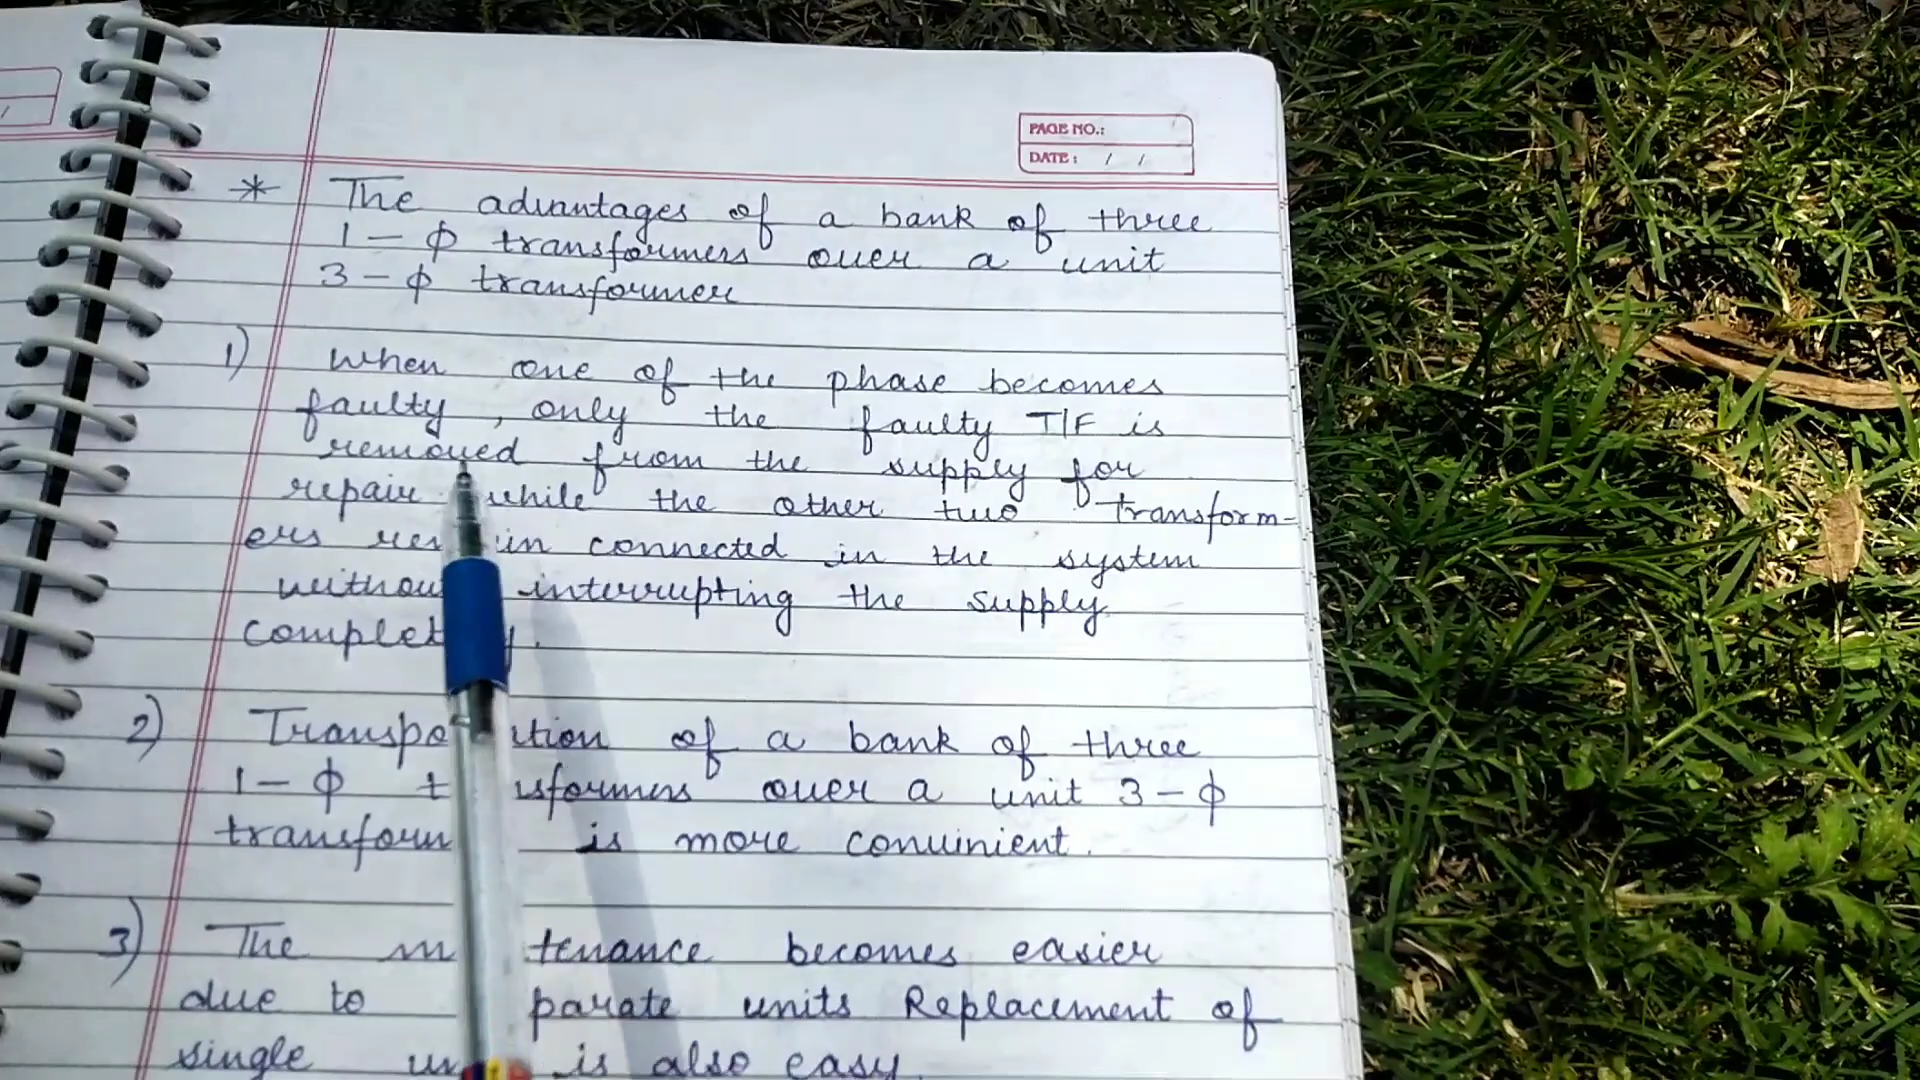 PAGE NO.:
DATE: / /
* The advantages of a bank of three
1-ϕ transformers over a unit
3-ϕ transformer
1) When one of the phase becomes
faulty, only the faulty T/F is
removed from the supply for
repair while the other two transform-
ers in connected in the system
interrupting the supply
2) of a bank of three
1-ϕ over a unit 3-ϕ
is more convinient.
3) The becomes easier
due to units Replacement of
single is also easy.